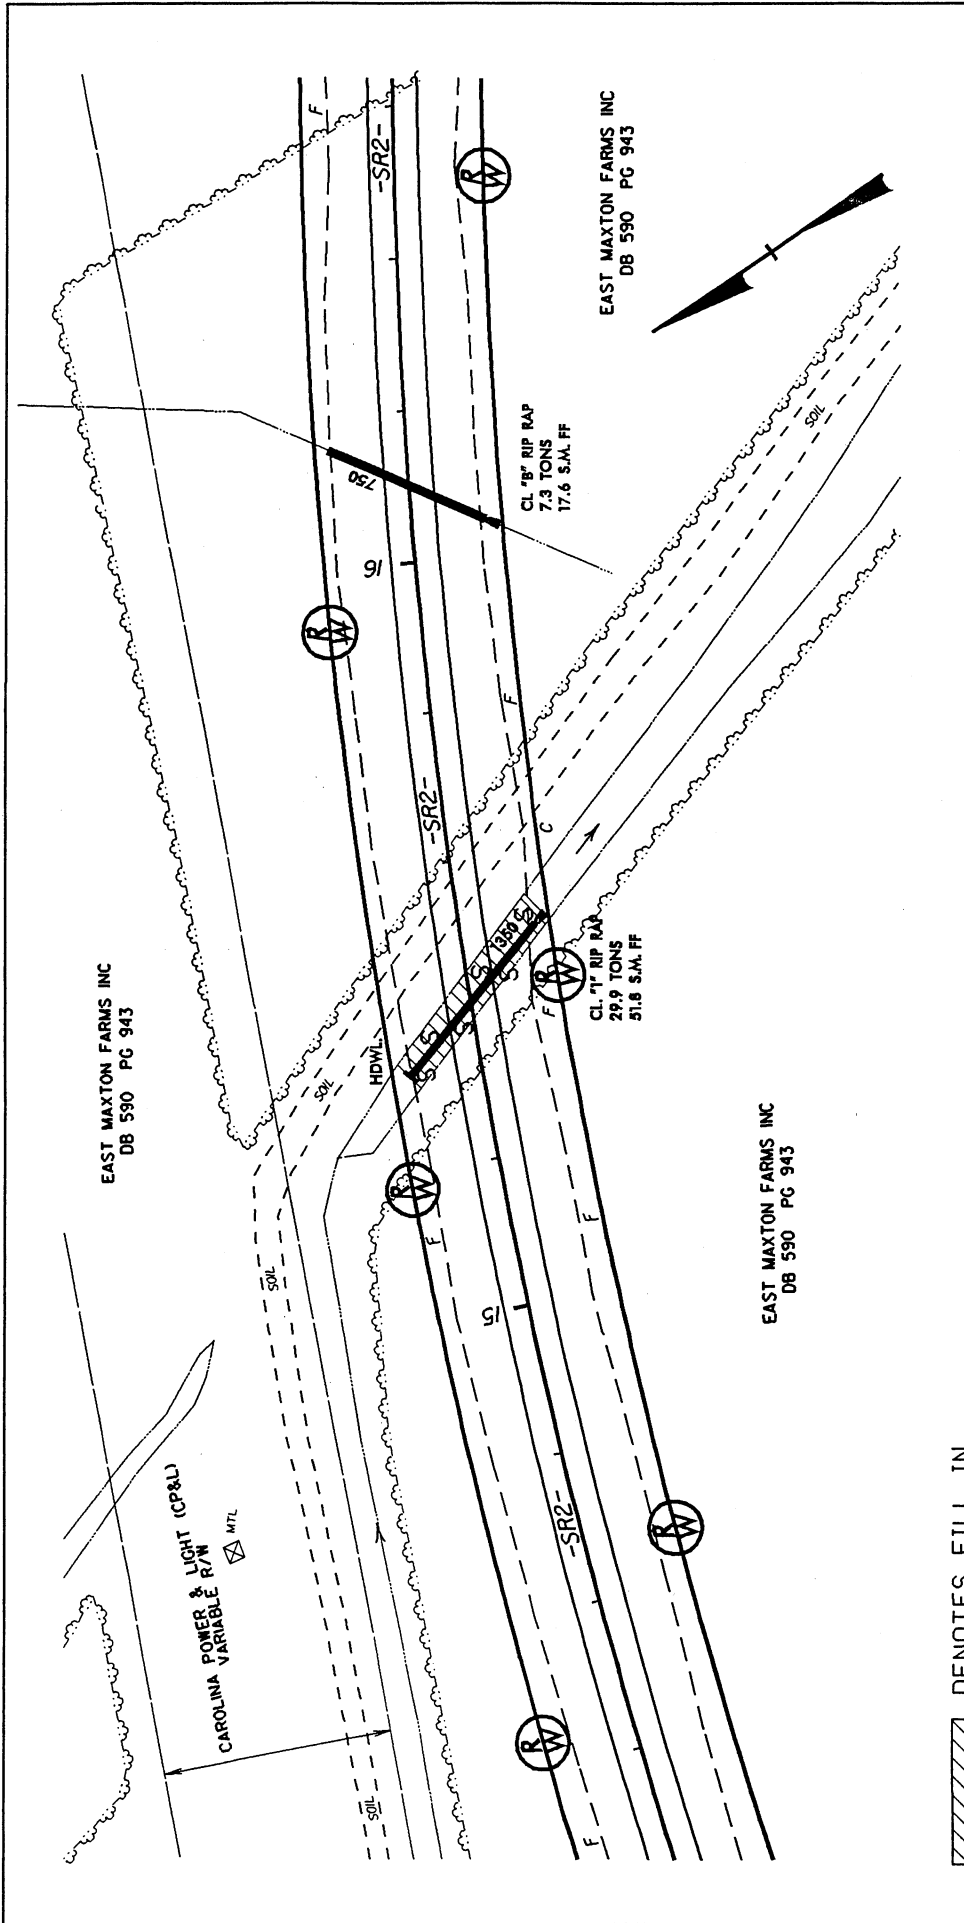 EAST MAXTON FARMS INC
DB 590 PG 943
CAROLINA POWER & LIGHT (CP&L)
VARIABLE R/W
MTL
SOIL
SOIL
SOIL
HDWL.
F
F
F
R/W
R/W
R/W
-SR2-
-SR2-
-SR2-
15
16
750
1350 C
S
S
S
S
S
S
S
F
R/W
R/W
R/W
F
F
C
F
CL. "I" RIP RAP
29.9 TONS
51.8 S.M. FF
CL "B" RIP RAP
7.3 TONS
17.6 S.M. FF
EAST MAXTON FARMS INC
DB 590 PG 943
EAST MAXTON FARMS INC
DB 590 PG 943
SOIL
DENOTES FILL IN